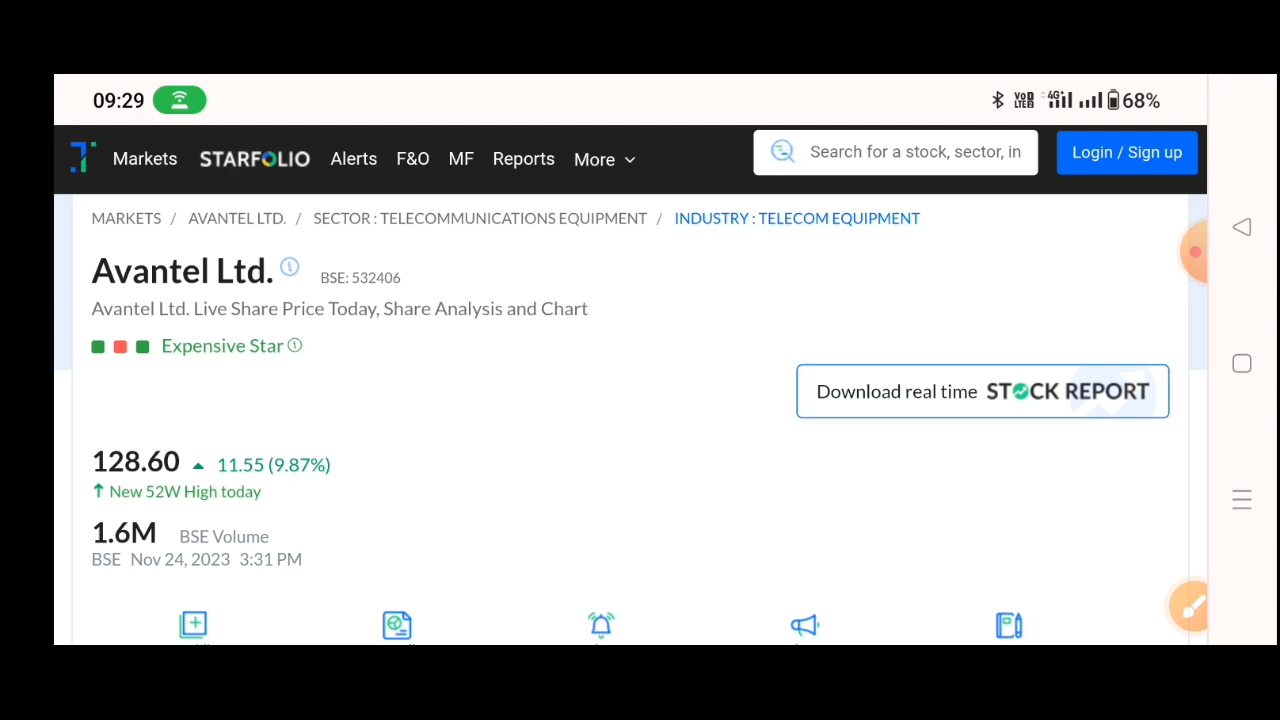 09:29 VoD LTEB 4G+ 68%
Markets STARFOLIO Alerts F&O MF Reports More Search for a stock, sector, in Login / Sign up
MARKETS / AVANTEL LTD. / SECTOR : TELECOMMUNICATIONS EQUIPMENT / INDUSTRY : TELECOM EQUIPMENT
Avantel Ltd. BSE: 532406
Avantel Ltd. Live Share Price Today, Share Analysis and Chart
Expensive Star
Download real time STOCK REPORT
128.60 11.55 (9.87%)
New 52W High today
1.6M BSE Volume
BSE Nov 24, 2023 3:31 PM